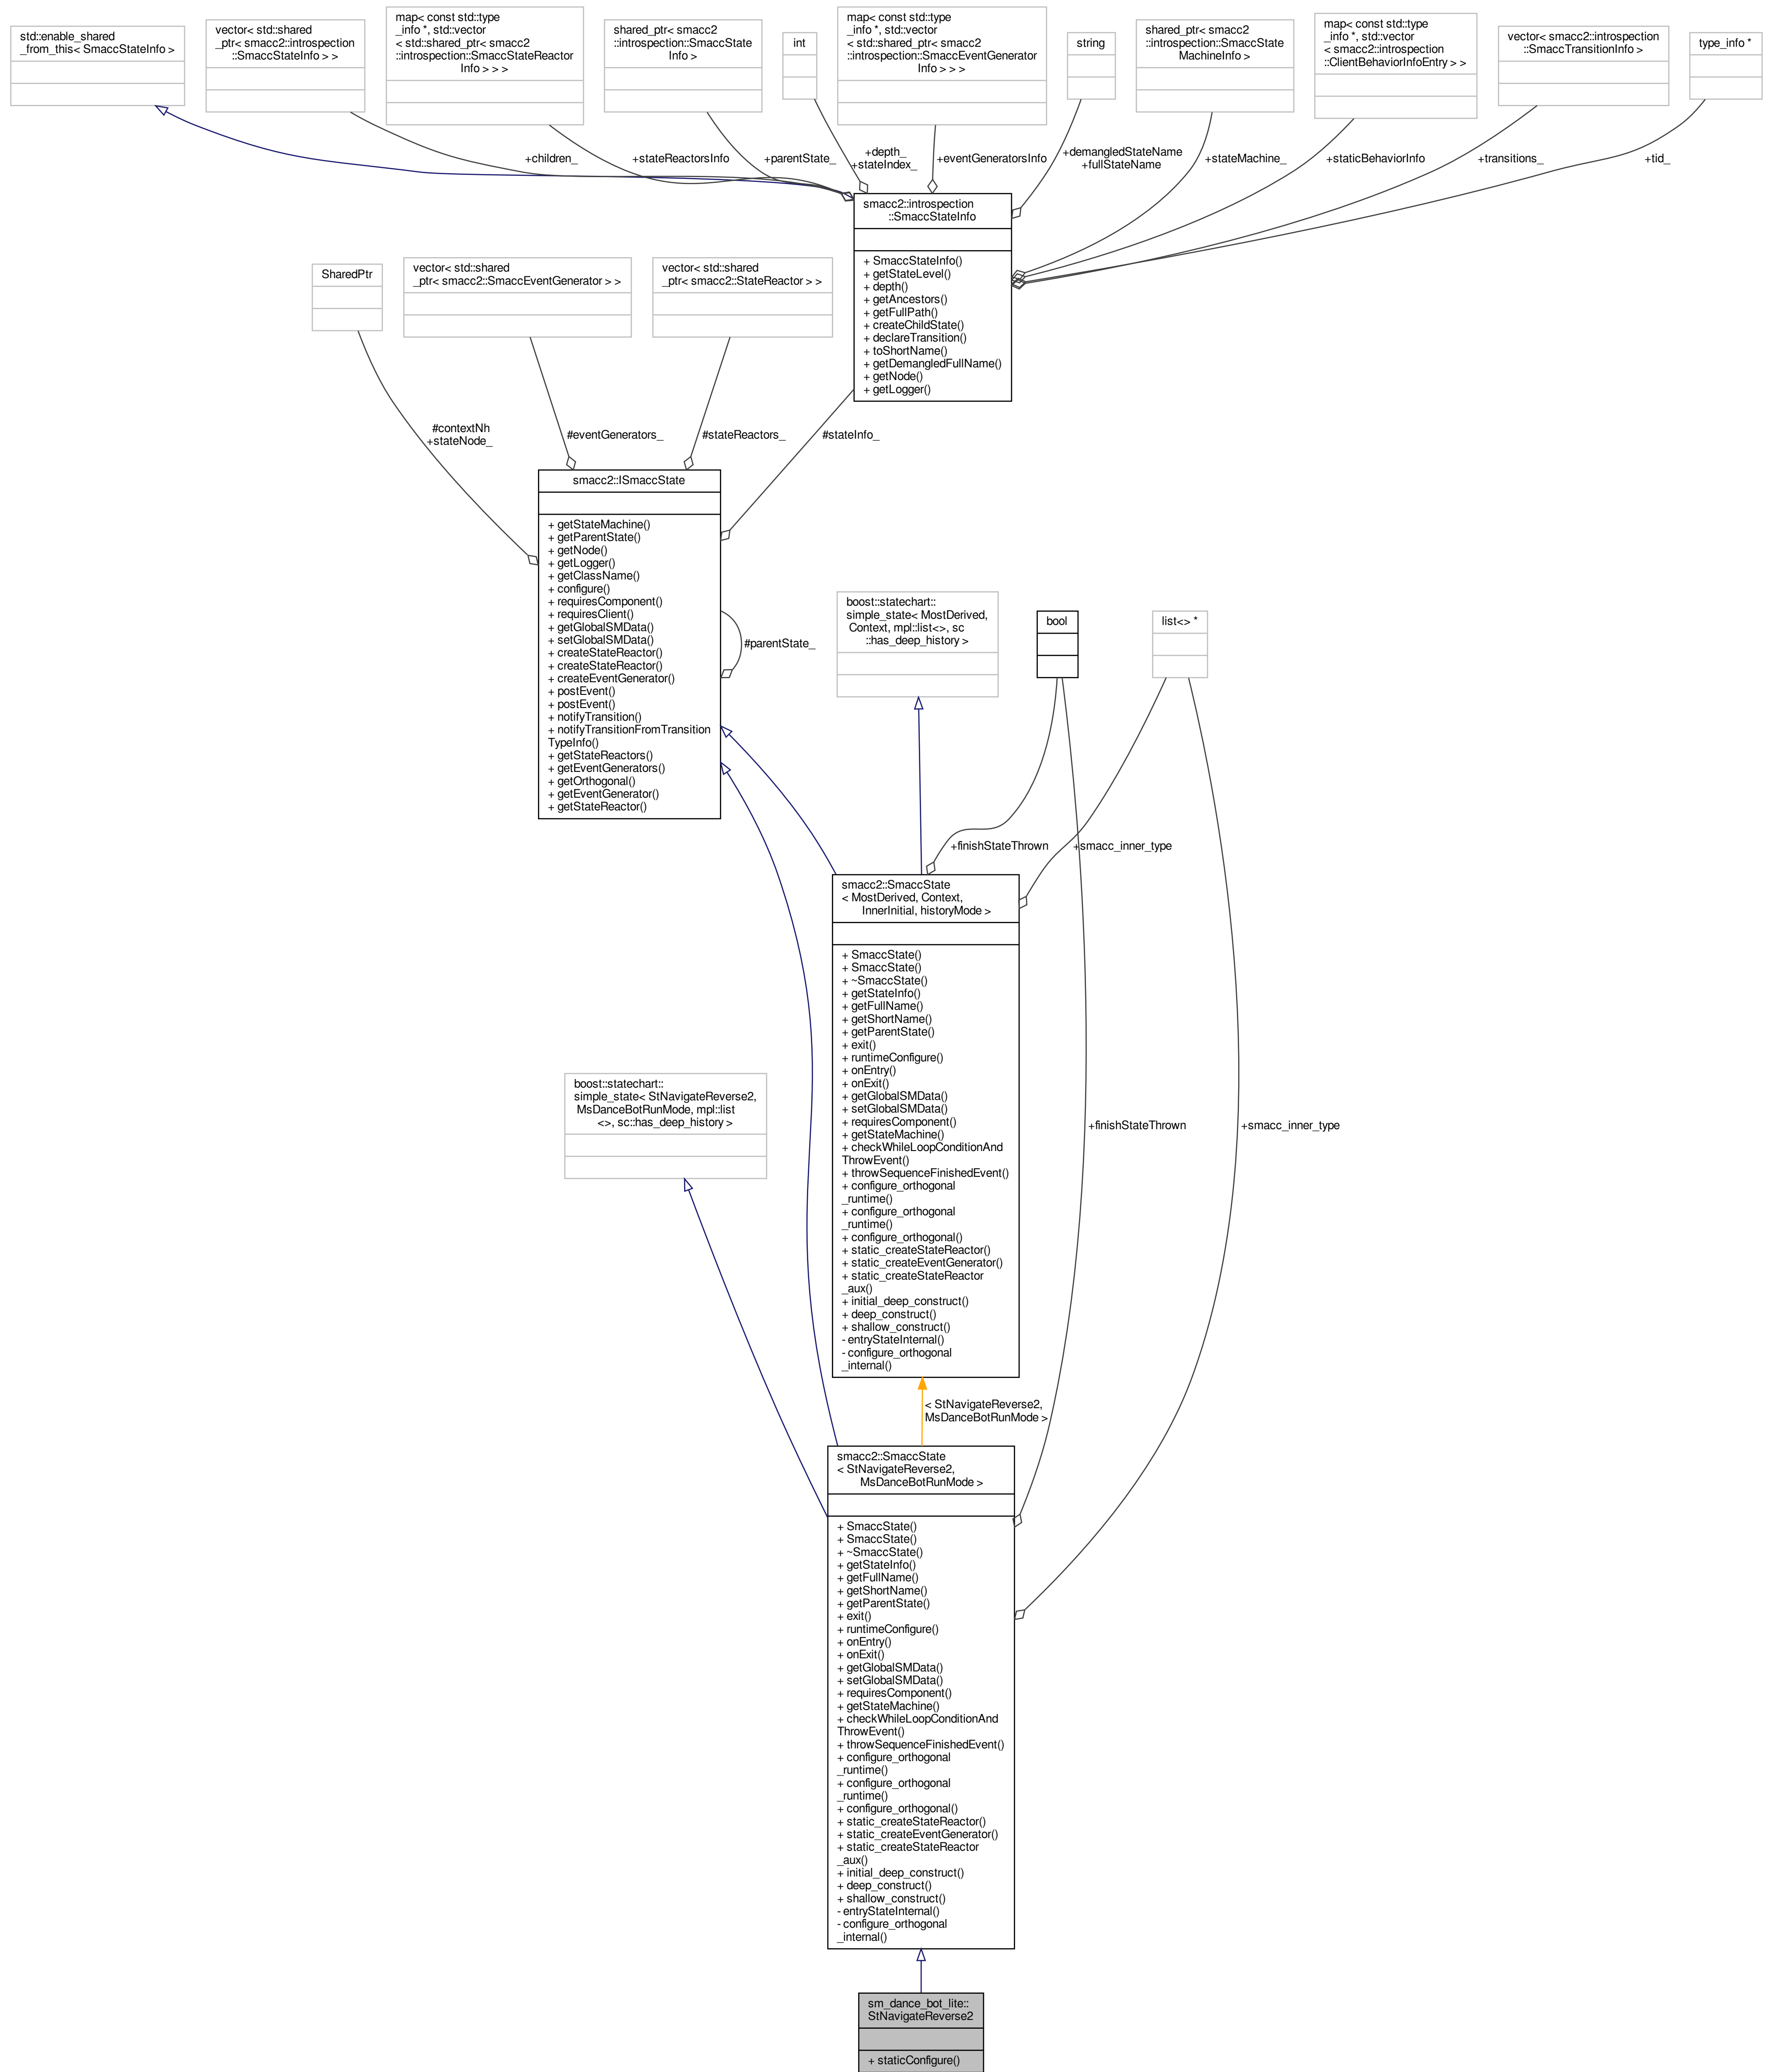 std::enable_shared
_from_this< SmaccStateInfo >
vector< std::shared
_ptr< smacc2::introspection
::SmaccStateInfo > >
map< const std::type
_info *, std::vector
< std::shared_ptr< smacc2
::introspection::SmaccStateReactor
Info > > >
shared_ptr< smacc2
::introspection::SmaccState
Info >
int
map< const std::type
_info *, std::vector
< std::shared_ptr< smacc2
::introspection::SmaccEventGenerator
Info > > >
string
shared_ptr< smacc2
::introspection::SmaccState
MachineInfo >
map< const std::type
_info *, std::vector
< smacc2::introspection
::ClientBehaviorInfoEntry > >
vector< smacc2::introspection
::SmaccTransitionInfo >
type_info *
+children_
+stateReactorsInfo
+parentState_
+depth_
+stateIndex_
+eventGeneratorsInfo
+demangledStateName
+fullStateName
+stateMachine_
+staticBehaviorInfo
+transitions_
+tid_
smacc2::introspection
::SmaccStateInfo
+ SmaccStateInfo()
+ getStateLevel()
+ depth()
+ getAncestors()
+ getFullPath()
+ createChildState()
+ declareTransition()
+ toShortName()
+ getDemangledFullName()
+ getNode()
+ getLogger()
SharedPtr
vector< std::shared
_ptr< smacc2::SmaccEventGenerator > >
vector< std::shared
_ptr< smacc2::StateReactor > >
#contextNh
+stateNode_
#eventGenerators_
#stateReactors_
#stateInfo_
smacc2::ISmaccState
+ getStateMachine()
+ getParentState()
+ getNode()
+ getLogger()
+ getClassName()
+ configure()
+ requiresComponent()
+ requiresClient()
+ getGlobalSMData()
+ setGlobalSMData()
+ createStateReactor()
+ createStateReactor()
+ createEventGenerator()
+ postEvent()
+ postEvent()
+ notifyTransition()
+ notifyTransitionFromTransition
TypeInfo()
+ getStateReactors()
+ getEventGenerators()
+ getOrthogonal()
+ getEventGenerator()
+ getStateReactor()
#parentState_
boost::statechart::
simple_state< MostDerived,
Context, mpl::list<>, sc
::has_deep_history >
bool
list<> *
+finishStateThrown
+smacc_inner_type
smacc2::SmaccState
< MostDerived, Context,
InnerInitial, historyMode >
+ SmaccState()
+ SmaccState()
+ ~SmaccState()
+ getStateInfo()
+ getFullName()
+ getShortName()
+ getParentState()
+ exit()
+ runtimeConfigure()
+ onEntry()
+ onExit()
+ getGlobalSMData()
+ setGlobalSMData()
+ requiresComponent()
+ getStateMachine()
+ checkWhileLoopConditionAnd
ThrowEvent()
+ throwSequenceFinishedEvent()
+ configure_orthogonal
_runtime()
+ configure_orthogonal
_runtime()
+ configure_orthogonal()
+ static_createStateReactor()
+ static_createEventGenerator()
+ static_createStateReactor
_aux()
+ initial_deep_construct()
+ deep_construct()
+ shallow_construct()
- entryStateInternal()
- configure_orthogonal
_internal()
boost::statechart::
simple_state< StNavigateReverse2,
MsDanceBotRunMode, mpl::list
<>, sc::has_deep_history >
+finishStateThrown
+smacc_inner_type
< StNavigateReverse2,
MsDanceBotRunMode >
smacc2::SmaccState
< StNavigateReverse2,
MsDanceBotRunMode >
+ SmaccState()
+ SmaccState()
+ ~SmaccState()
+ getStateInfo()
+ getFullName()
+ getShortName()
+ getParentState()
+ exit()
+ runtimeConfigure()
+ onEntry()
+ onExit()
+ getGlobalSMData()
+ setGlobalSMData()
+ requiresComponent()
+ getStateMachine()
+ checkWhileLoopConditionAnd
ThrowEvent()
+ throwSequenceFinishedEvent()
+ configure_orthogonal
_runtime()
+ configure_orthogonal
_runtime()
+ configure_orthogonal()
+ static_createStateReactor()
+ static_createEventGenerator()
+ static_createStateReactor
_aux()
+ initial_deep_construct()
+ deep_construct()
+ shallow_construct()
- entryStateInternal()
- configure_orthogonal
_internal()
sm_dance_bot_lite::
StNavigateReverse2
+ staticConfigure()